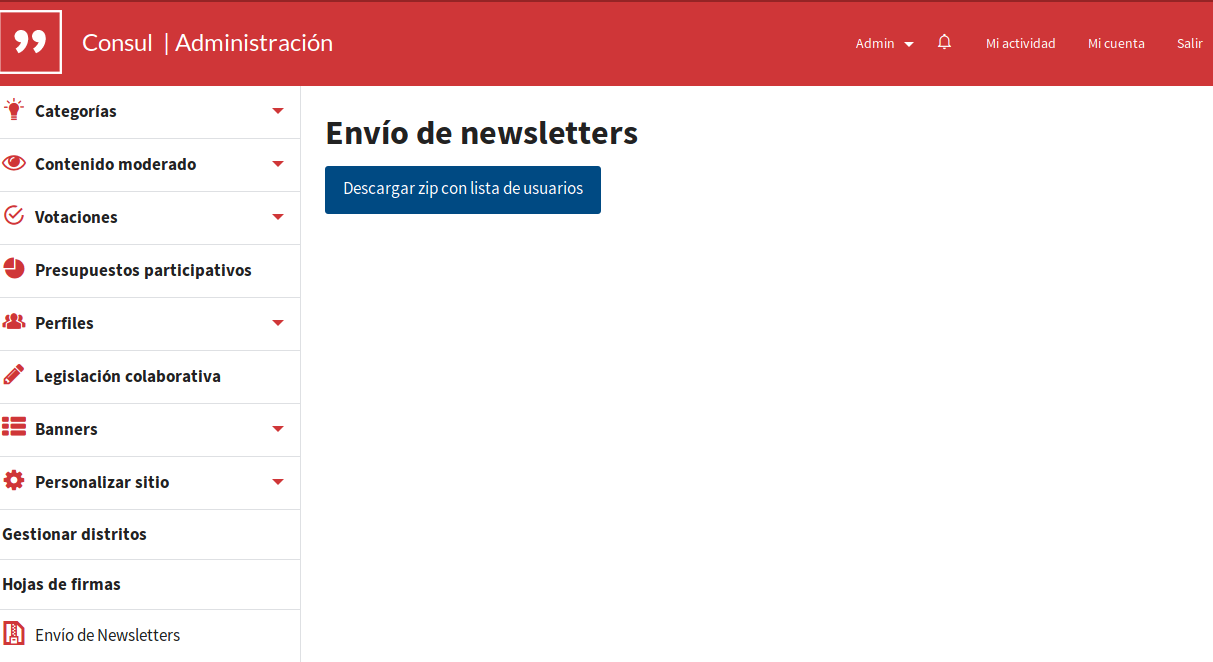 Consul | Administración
Admin
Mi actividad
Mi cuenta
Salir
Categorías
Contenido moderado
Votaciones
Presupuestos participativos
Perfiles
Legislación colaborativa
Banners
Personalizar sitio
Gestionar distritos
Hojas de firmas
Envío de Newsletters
Envío de newsletters
Descargar zip con lista de usuarios